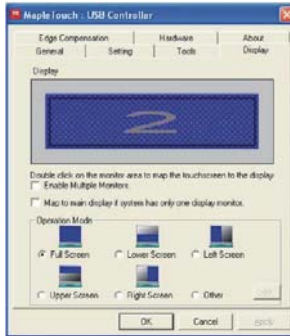 MapleTouch : USB Controller
Edge Compensation Hardware About
General Setting Tools Display
Display
2
Double click on the monitor area to map the touchscreen to the display
Enable Multiple Monitors.
Map to main display if system has only one display monitor.
Operation Mode
Full Screen Lower Screen Left Screen
Upper Screen Right Screen Other
OK Cancel Apply